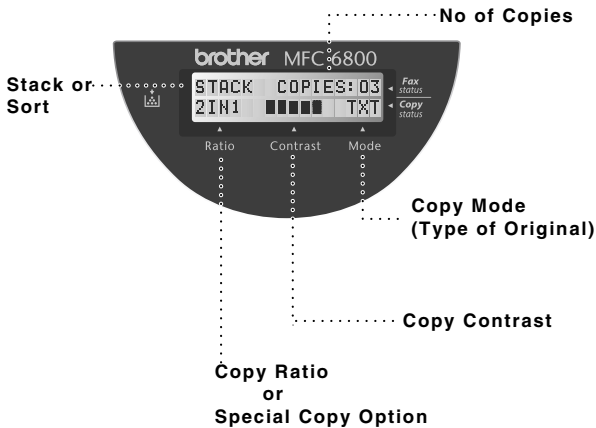 No of Copies
brother MFC 6800
Stack or
Sort
STACK COPIES:03
Fax
status
2IN1 TXT
Copy
status
Ratio Contrast Mode
Copy Mode
(Type of Original)
Copy Contrast
Copy Ratio
or
Special Copy Option